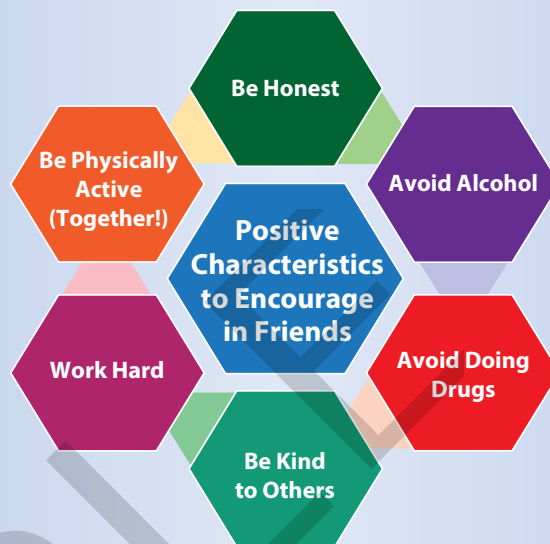 Be Honest
Avoid Alcohol
Avoid Doing
Drugs
Be Kind
to Others
Work Hard
Be Physically
Active
(Together!)
Positive
Characteristics
to Encourage
in Friends